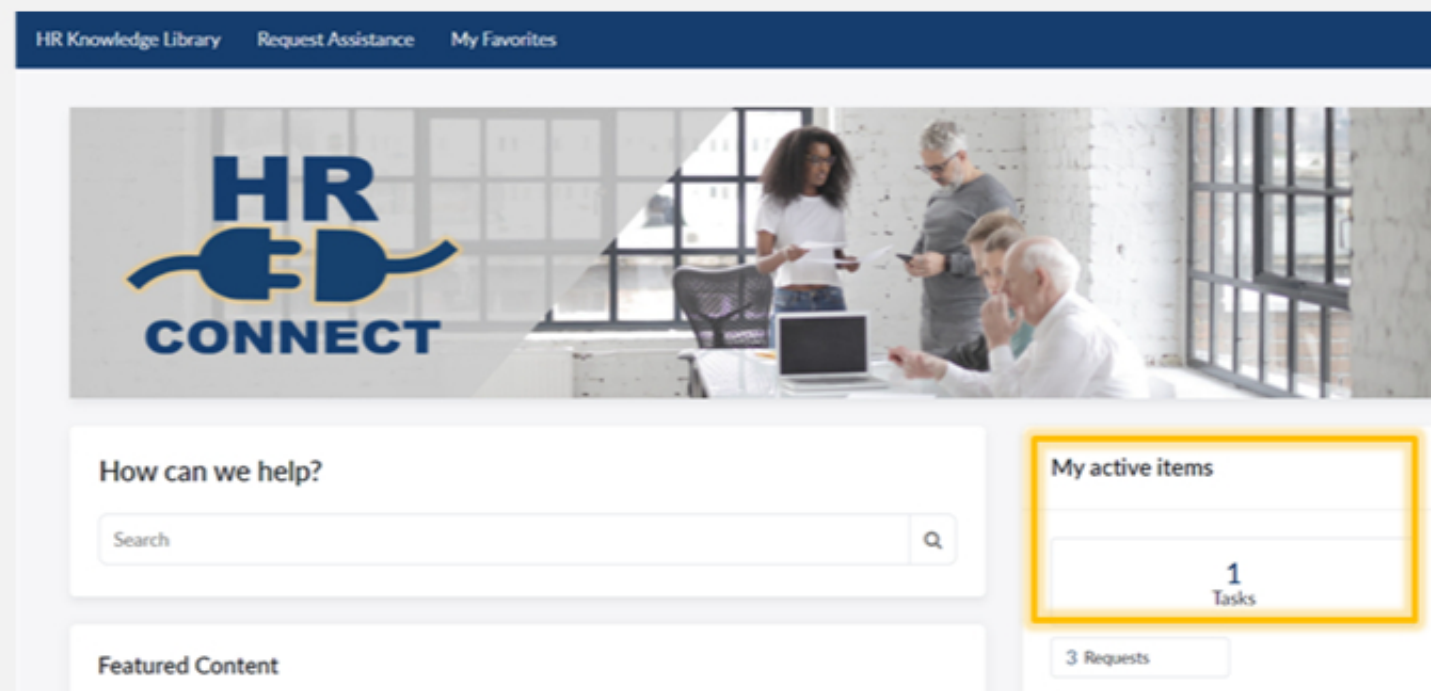 HR Knowledge Library Request Assistance My Favorites
HR
CONNECT
How can we help?
Search
My active items
1
Tasks
3 Requests
Featured Content